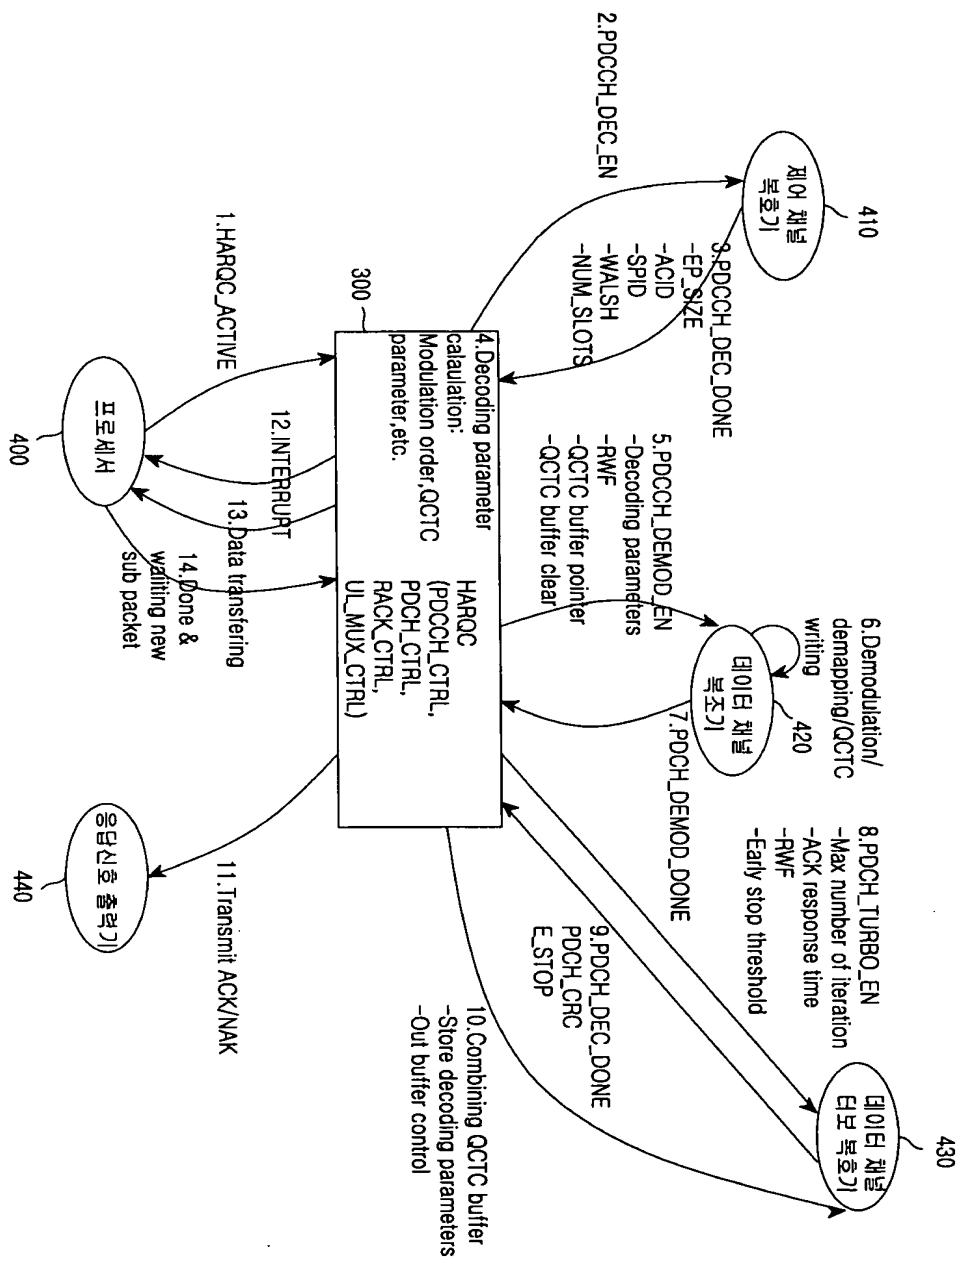 410
제어 채널
복호기
2.PDCCH_DEC_EN
3.PDCCH_DEC_DONE
-EP_SIZE
-ACID
-SPID
-WALSH
-NUM_SLOTS
300
4.Decoding parameter
calaulation:
Modulation order,QCTC
parameter,etc.
HARQC
(PDCCH_CTRL,
PDCH_CTRL,
RACK_CTRL,
UL_MUX_CTRL)
1.HARQC_ACTIVE
400
프로세서
12.INTERRURT
13.Data transfering
14.Done &
waliting new
sub packet
5.PDCCH_DEMOD_EN
-Decoding parameters
-RWF
-QCTC buffer pointer
-QCTC buffer clear
6.Demodulation/
demapping/QCTC
writing
420
데이터 채널
복조기
7.PDCH_DEMOD_DONE
8.PDCH_TURBO_EN
-Max number of iteration
-ACK response time
-RWF
-Early stop threshold
430
데이터 채널
터보 복호기
9.PDCH_DEC_DONE
PDCH_CRC
E_STOP
10.Combining QCTC buffer
-Store decoding parameters
-Out buffer control
11.Transmit ACK/NAK
440
응답신호 출력기